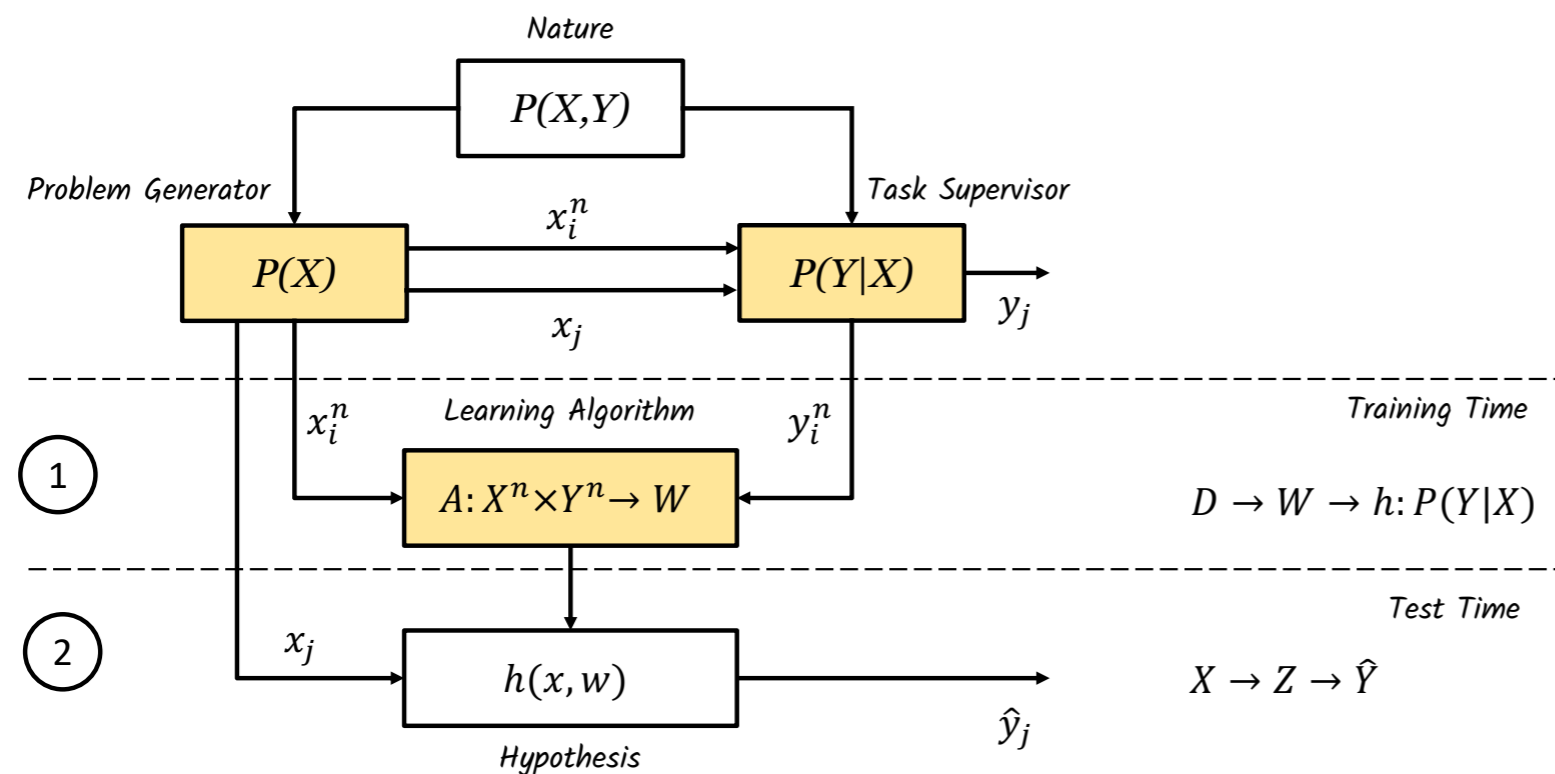 Nature
P(X,Y)
Problem Generator
Task Supervisor
x_i^n
P(X)
P(Y|X)
x_j
y_j
x_i^n
Learning Algorithm
y_i^n
Training Time
1
A: X^n×Y^n→ W
D → W → h: P(Y|X)
Test Time
2
x_j
h(x, w)
X → Z → Ŷ
ŷ_j
Hypothesis